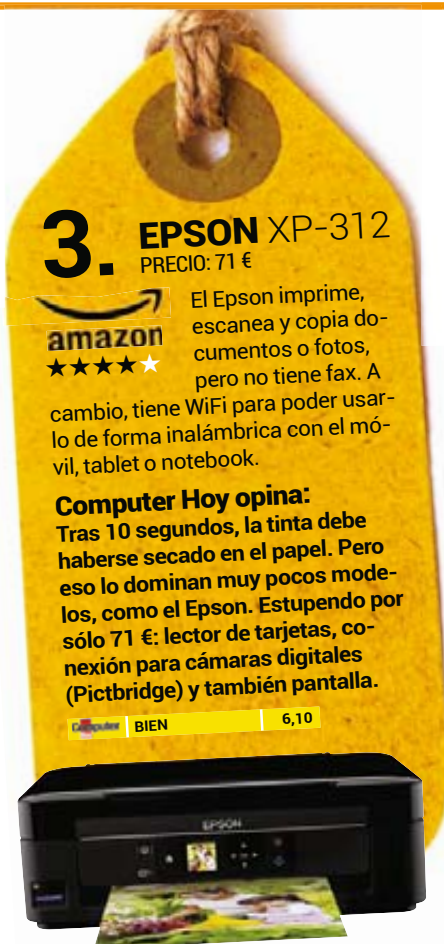 3. EPSON XP-312
PRECIO: 71 €
amazon
El Epson imprime,
escanea y copia do-
cumentos o fotos,
pero no tiene fax. A
cambio, tiene WiFi para poder usar-
lo de forma inalámbrica con el mó-
vil, tablet o notebook.
Computer Hoy opina:
Tras 10 segundos, la tinta debe
haberse secado en el papel. Pero
eso lo dominan muy pocos mode-
los, como el Epson. Estupendo por
sólo 71 €: lector de tarjetas, co-
nexión para cámaras digitales
(Pictbridge) y también pantalla.
Computer BIEN 6,10
EPSON